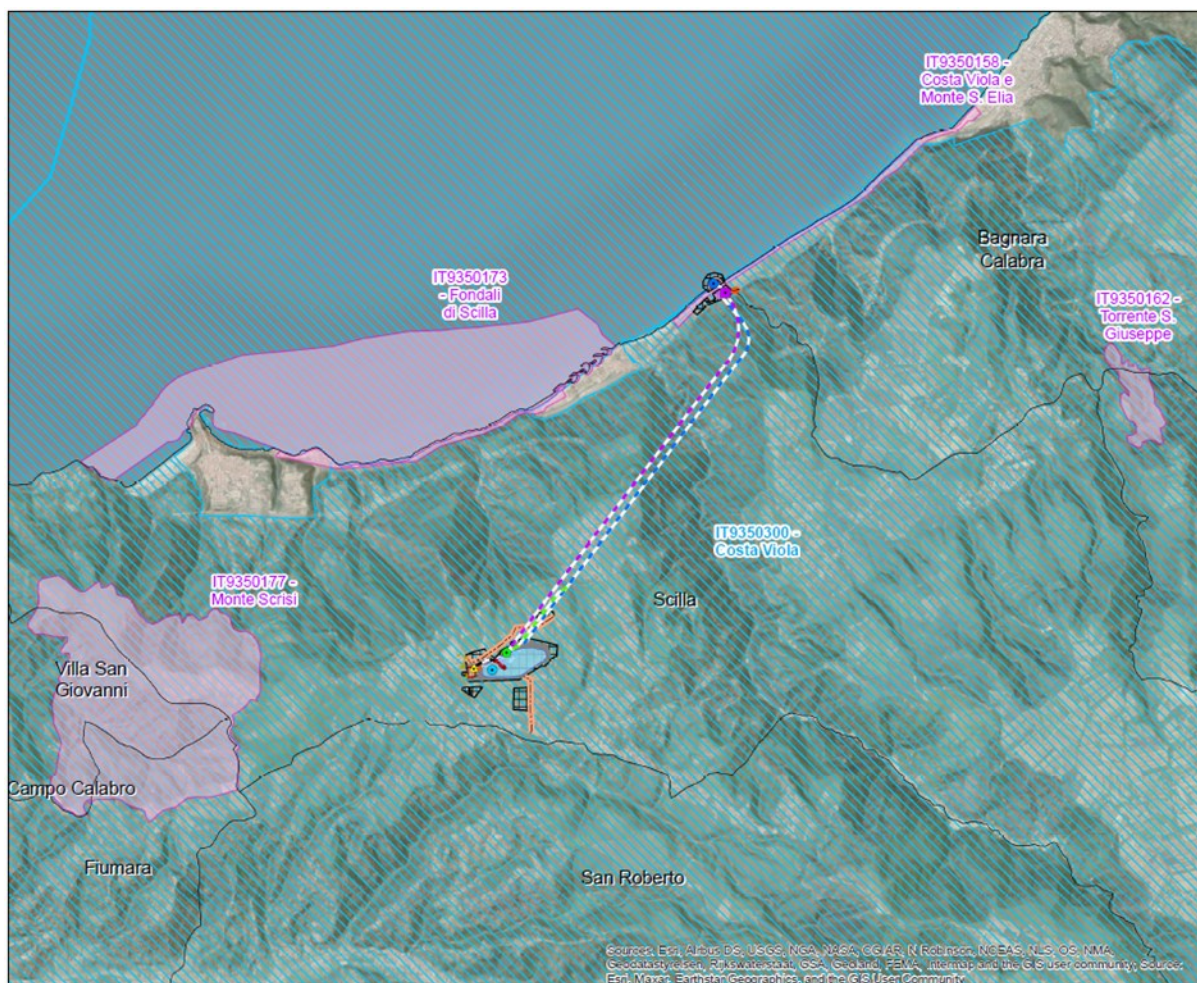 IT9350158 -
Costa Viola e
Monte S. Elia
Bagnara
Calabra
IT9350173
- Fondali
di Scilla
IT9350162 -
Torrente S.
Giuseppe
IT9350300 -
Costa Viola
IT9350177 -
Monte Scrisi
Scilla
Villa San
Giovanni
Campo Calabro
Fiumara
San Roberto
Sources: Esri, Airbus DS, USGS, NGA, NASA, CGIAR, N Robinson, NCEAS, NLS, OS, NMA,
Geodatastyrelsen, Rijkswaterstaat, GSA, Geoland, FEMA, Intermap and the GIS user community, Source:
Esri, Maxar, Earthstar Geographics, and the GIS User Community